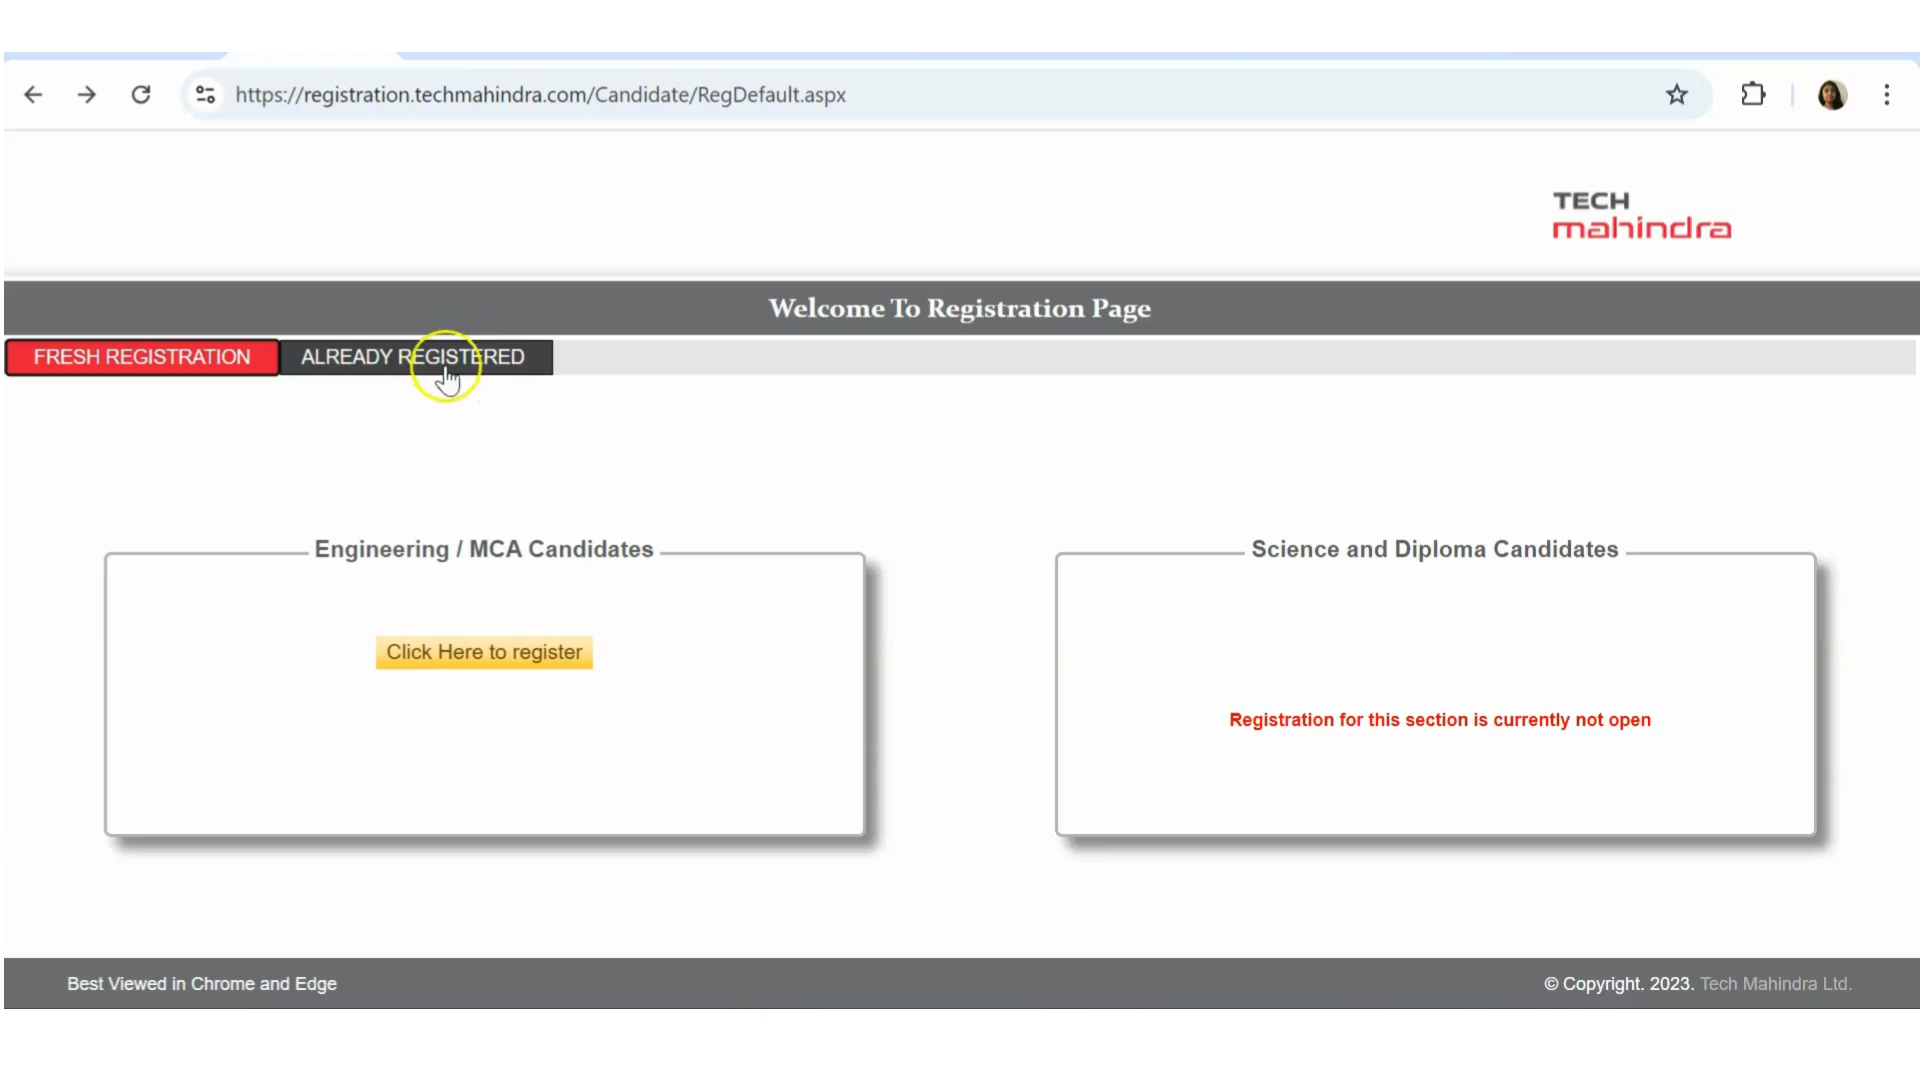 https://registration.techmahindra.com/Candidate/RegDefault.aspx
TECH
mahindra
Welcome To Registration Page
FRESH REGISTRATION
ALREADY REGISTERED
Engineering / MCA Candidates
Click Here to register
Science and Diploma Candidates
Registration for this section is currently not open
Best Viewed in Chrome and Edge
© Copyright. 2023. Tech Mahindra Ltd.